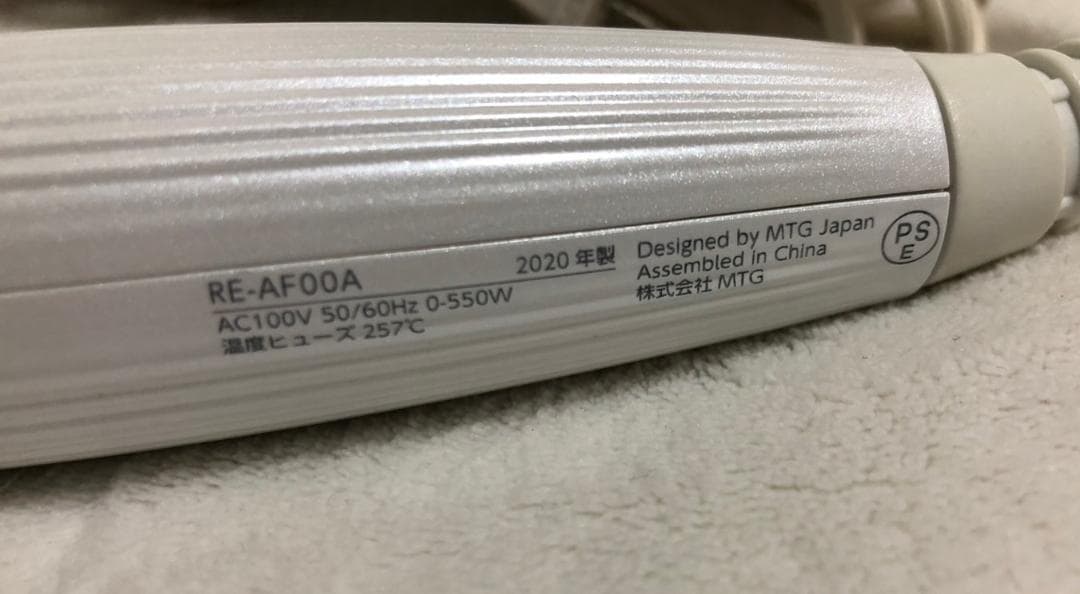 RE-AF00A
2020 年製
AC100V 50/60Hz 0-550W
温度ヒューズ 257℃
Designed by MTG Japan
Assembled in China
株式会社 MTG
PS
E